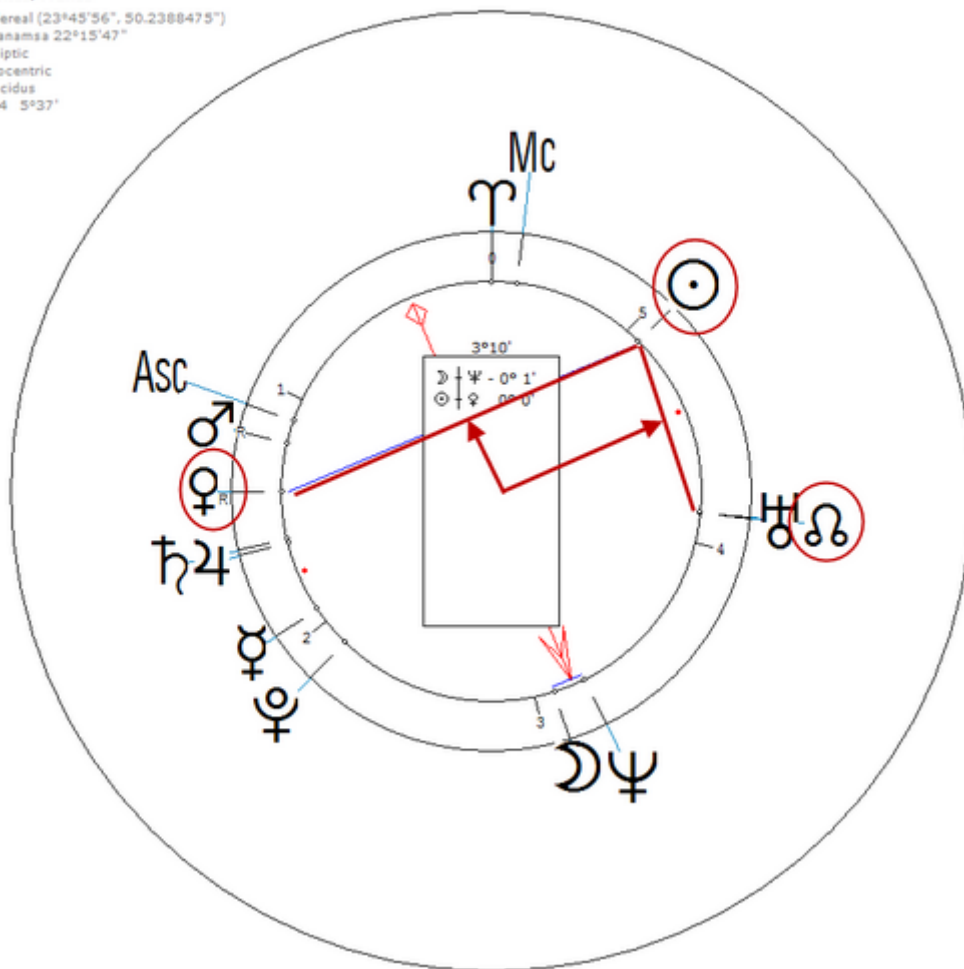 ereal (23°45'56", 50.2388475")
anamsa 22°15'47"
iptic
ocentric
cidus
4 5°37'
Mc
♈
0
☉
5
3°10'
☽ ♆ - 0° 1'
☉ ♀ 0° 0'
Asc
1
♂
R
♀
R
♄♃
♅☊
4
☿
2
♇
3
☽♆